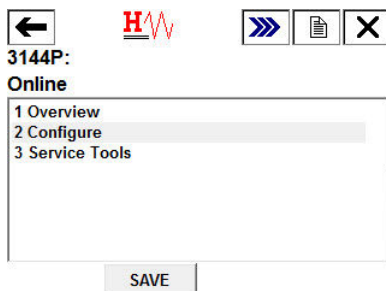 H
3144P:
Online
1 Overview
2 Configure
3 Service Tools
SAVE